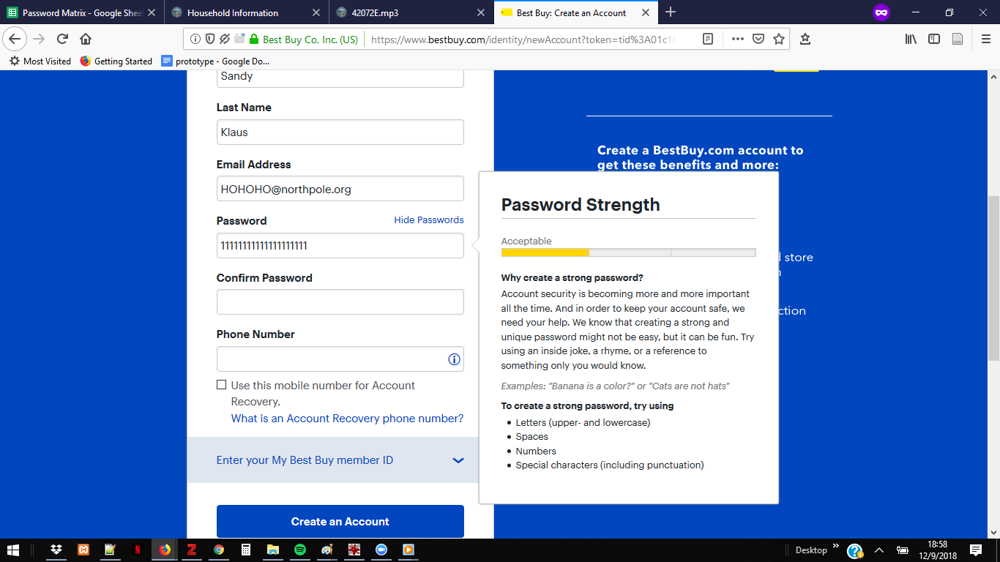 Password Matrix - Google Shee
Household Information
42072E.mp3
Best Buy: Create an Account
Best Buy Co, Inc. (US)
https://www.bestbuy.com/identity/newAccount?token=tid%3A01c1f
Most Visited
Getting Started
prototype - Google Do...
Sandy
Last Name
Klaus
Email Address
HOHOHO@northpole.org
Password
Hide Passwords
Confirm Password
Phone Number
Use this mobile number for Account
Recovery.
What is an Account Recovery phone number?
Enter your My Best Buy member ID
Create an Account
Create a BestBuy.com account to
get these benefits and more:
Password Strength
Acceptable
Why create a strong password?
Account security is becoming more and more important
all the time. And in order to keep your account safe, we
need your help. We know that creating a strong and
unique password might not be easy, but it can be fun. Try
using an inside joke, a rhyme, or a reference to
something only you would know.
Examples: "Banana is a color?" or "Cats are not hats"
To create a strong password, try using
Letters (upper- and lowercase)
Spaces
Numbers
Special characters (including punctuation)
store
ction
Desktop
18:58
12/9/2018